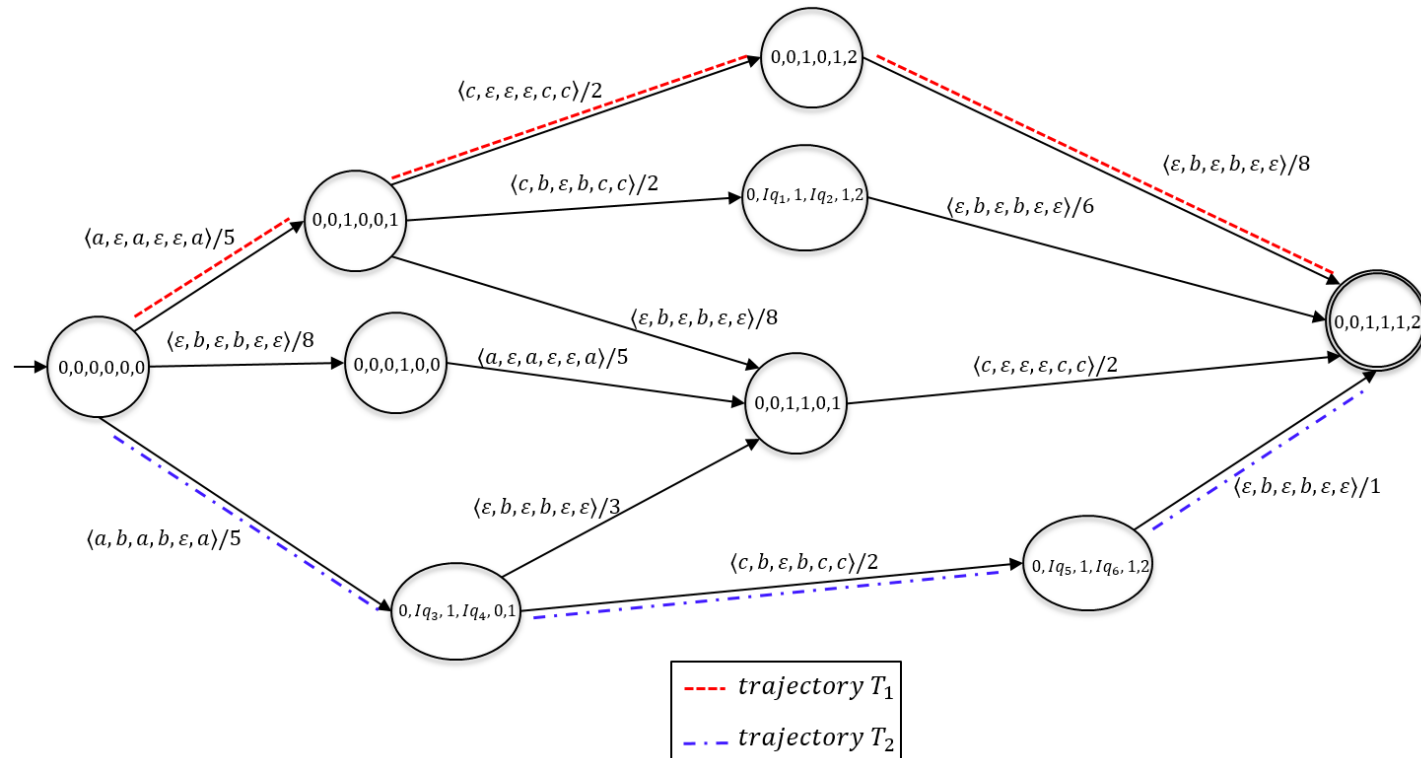 0,0,1,0,1,2
⟨c, ε, ε, ε, c, c⟩/2
⟨ε, b, ε, b, ε, ε⟩/8
⟨c, b, ε, b, c, c⟩/2
0, Iq₁, 1, Iq₂, 1,2
0,0,1,0,0,1
⟨ε, b, ε, b, ε, ε⟩/6
⟨a, ε, a, ε, ε, a⟩/5
⟨ε, b, ε, b, ε, ε⟩/8
0,0,1,1,1,2
⟨ε, b, ε, b, ε, ε⟩/8
⟨a, ε, a, ε, ε, a⟩/5
0,0,0,0,0,0
0,0,0,1,0,0
⟨c, ε, ε, ε, c, c⟩/2
0,0,1,1,0,1
⟨ε, b, ε, b, ε, ε⟩/3
⟨ε, b, ε, b, ε, ε⟩/1
⟨a, b, a, b, ε, a⟩/5
⟨c, b, ε, b, c, c⟩/2
0, Iq₅, 1, Iq₆, 1,2
0, Iq₃, 1, Iq₄, 0,1
trajectory T₁
trajectory T₂